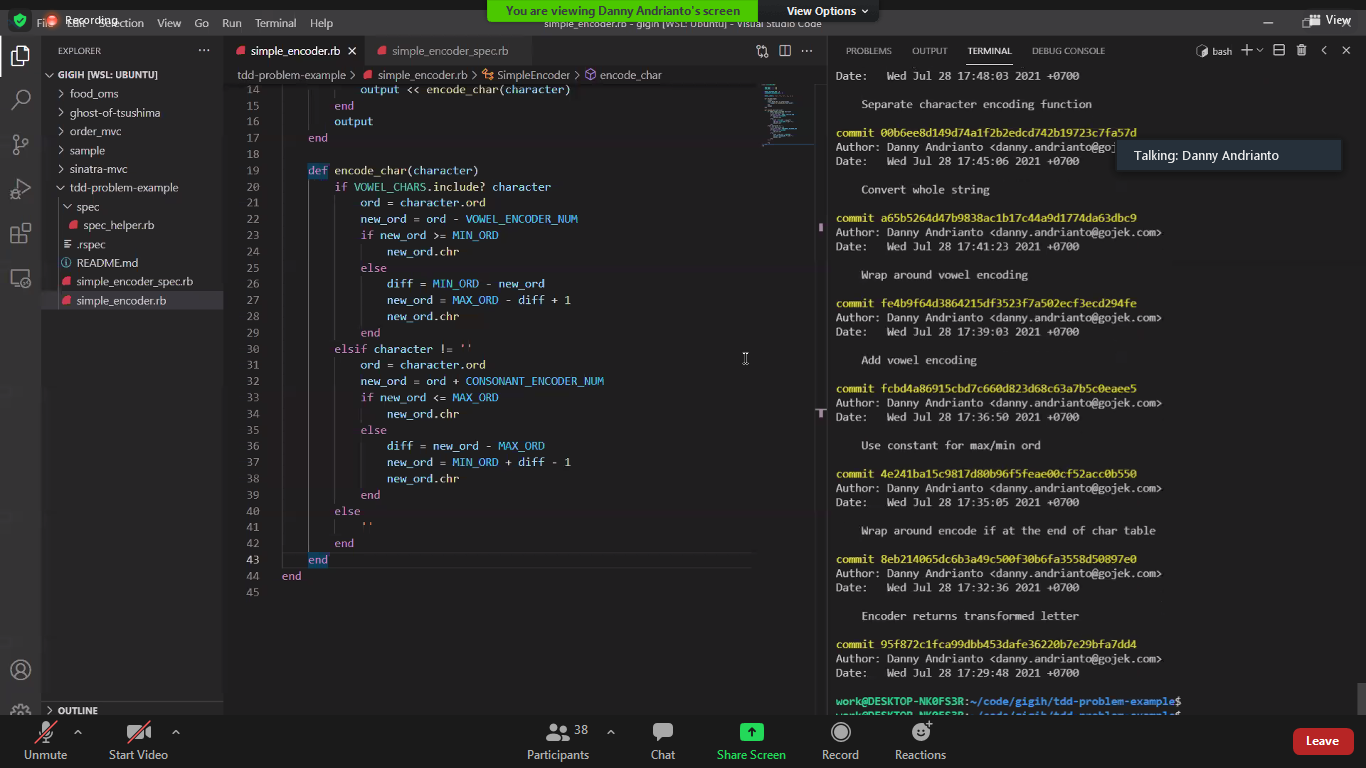 You are viewing Danny Andrianto's screen
View Options
Recording
File Edit Selection View Go Run Terminal Help
simple_encoder.rb - gigih [WSL: Ubuntu] - Visual Studio Code
View
EXPLORER
GIGIH [WSL: UBUNTU]
food_oms
ghost-of-tsushima
order_mvc
sample
sinatra-mvc
tdd-problem-example
spec
spec_helper.rb
.rspec
README.md
simple_encoder_spec.rb
simple_encoder.rb
OUTLINE
simple_encoder.rb
simple_encoder_spec.rb
tdd-problem-example > simple_encoder.rb > SimpleEncoder > encode_char
14 output << encode_char(character)
15 end
16 output
17 end
18
19 def encode_char(character)
20 if VOWEL_CHARS.include? character
21 ord = character.ord
22 new_ord = ord - VOWEL_ENCODER_NUM
23 if new_ord >= MIN_ORD
24 new_ord.chr
25 else
26 diff = MIN_ORD - new_ord
27 new_ord = MAX_ORD - diff + 1
28 new_ord.chr
29 end
30 elsif character != ''
31 ord = character.ord
32 new_ord = ord + CONSONANT_ENCODER_NUM
33 if new_ord <= MAX_ORD
34 new_ord.chr
35 else
36 diff = new_ord - MAX_ORD
37 new_ord = MIN_ORD + diff - 1
38 new_ord.chr
39 end
40 else
41 ''
42 end
43 end
44 end
45
PROBLEMS OUTPUT TERMINAL DEBUG CONSOLE
bash
Date: Wed Jul 28 17:48:03 2021 +0700
Separate character encoding function
commit 00b6ee8d149d74a1f2b2edcd742b19723c7fa57d
Author: Danny Andrianto <danny.andrianto@goj
Date: Wed Jul 28 17:45:06 2021 +0700
Talking: Danny Andrianto
Convert whole string
commit a65b5264d47b9838ac1b17c44a9d1774da63dbc9
Author: Danny Andrianto <danny.andrianto@gojek.com>
Date: Wed Jul 28 17:41:23 2021 +0700
Wrap around vowel encoding
commit fe4b9f64d3864215df3523f7a502ecf3ecd294fe
Author: Danny Andrianto <danny.andrianto@gojek.com>
Date: Wed Jul 28 17:39:03 2021 +0700
Add vowel encoding
commit fcbd4a86915cbd7c660d823d68c63a7b5c0eaee5
Author: Danny Andrianto <danny.andrianto@gojek.com>
Date: Wed Jul 28 17:36:50 2021 +0700
Use constant for max/min ord
commit 4e241ba15c9817d80b96f5feae00cf52acc0b550
Author: Danny Andrianto <danny.andrianto@gojek.com>
Date: Wed Jul 28 17:35:05 2021 +0700
Wrap around encode if at the end of char table
commit 8eb214065dc6b3a49c500f30b6fa3558d50897e0
Author: Danny Andrianto <danny.andrianto@gojek.com>
Date: Wed Jul 28 17:32:36 2021 +0700
Encoder returns transformed letter
commit 95f872c1fca99dbb453dafe36220b7e29bfa7dd4
Author: Danny Andrianto <danny.andrianto@gojek.com>
Date: Wed Jul 28 17:29:48 2021 +0700
work@DESKTOP-NK0FS3R:~/code/gigih/tdd-problem-example$
Unmute
Start Video
38
Participants
Chat
Share Screen
Record
Reactions
Leave